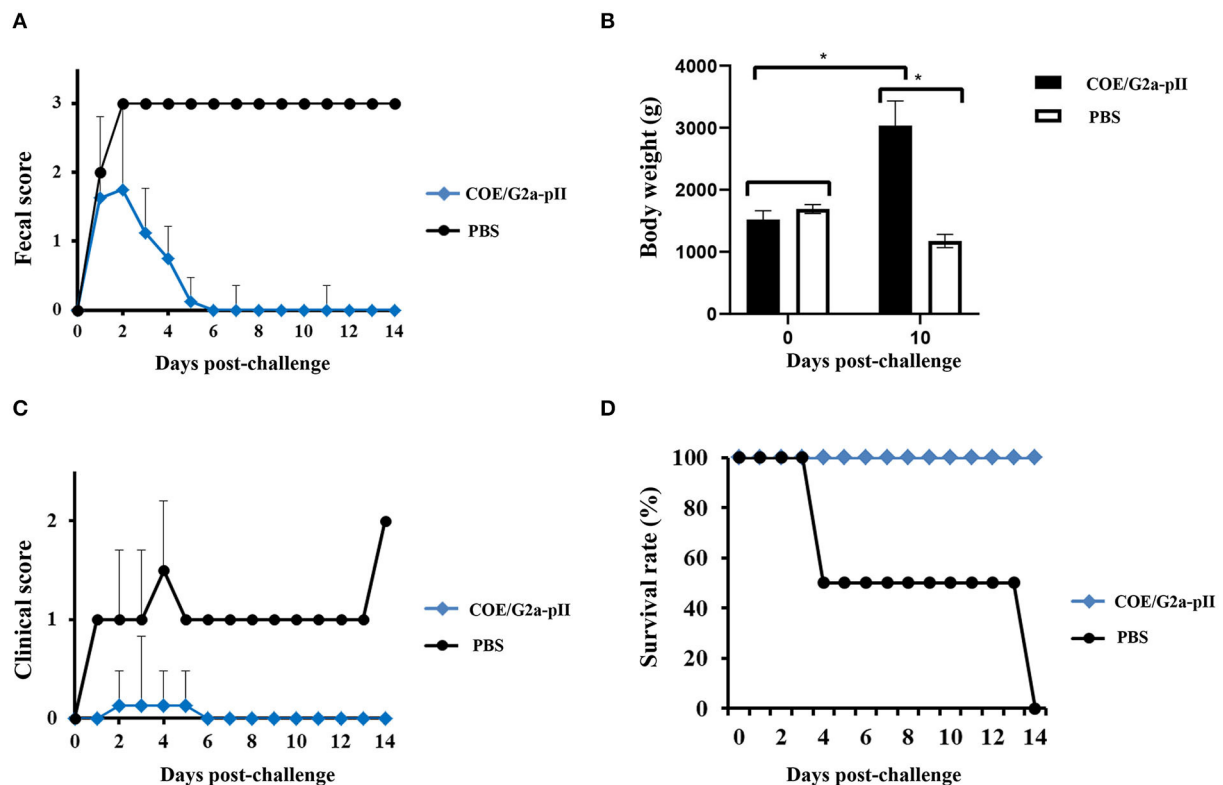 A
3
2
1
0
Fecal score
0 2 4 6 8 10 12 14
Days post-challenge
COE/G2a-pII
PBS
B
4000
3000
2000
1000
0
Body weight (g)
*
*
0 10
Days post-challenge
COE/G2a-pII
PBS
C
2
1
0
Clinical score
0 2 4 6 8 10 12 14
Days post-challenge
COE/G2a-pII
PBS
D
100
80
60
40
20
0
Survival rate (%)
0 2 4 6 8 10 12 14
Days post-challenge
COE/G2a-pII
PBS